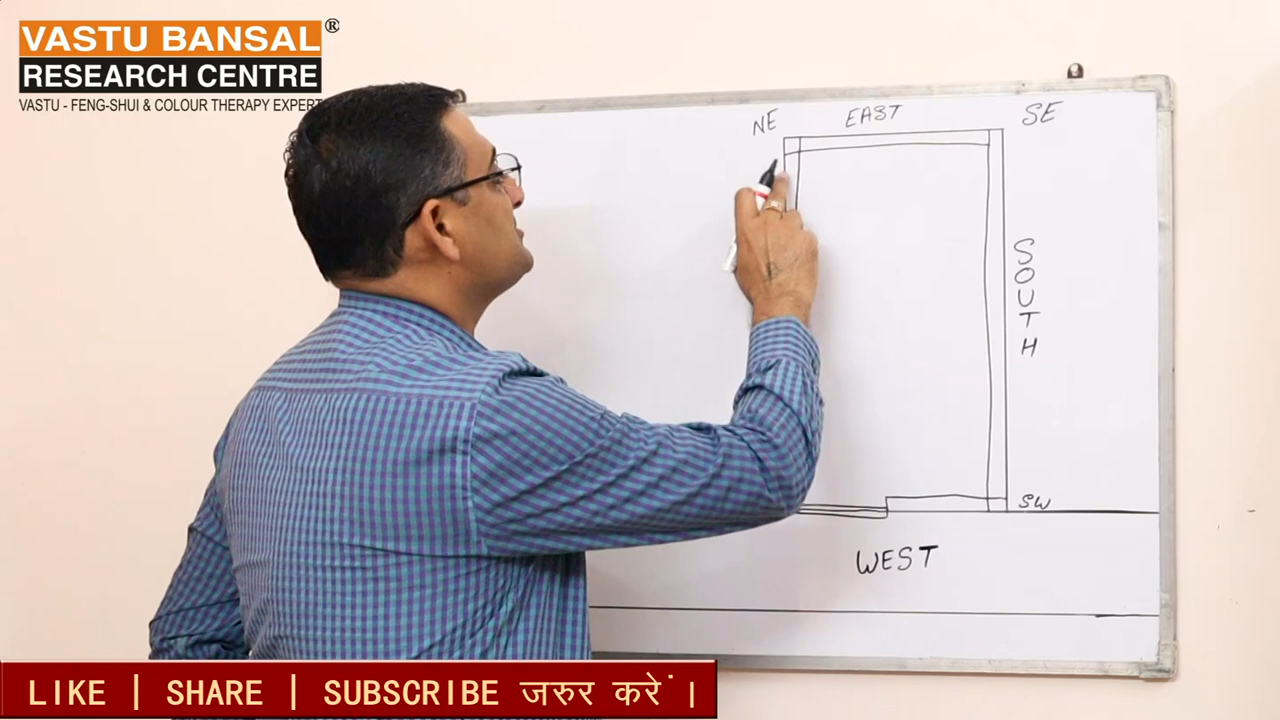 VASTU BANSAL®
RESEARCH CENTRE
VASTU - FENG-SHUI & COLOUR THERAPY EXPERT
NE EAST SE
SOUTH
SW
WEST
LIKE | SHARE | SUBSCRIBE जरुर करें |